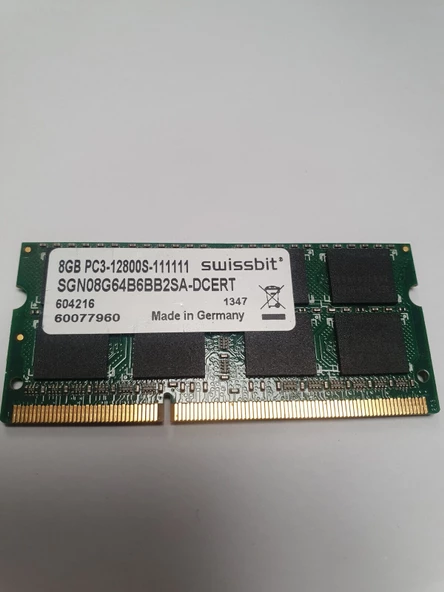 8GB PC3-12800S-111111 swissbit®
SGN08G64B6BB2SA-DCERT
604216 1347
60077960 Made in Germany